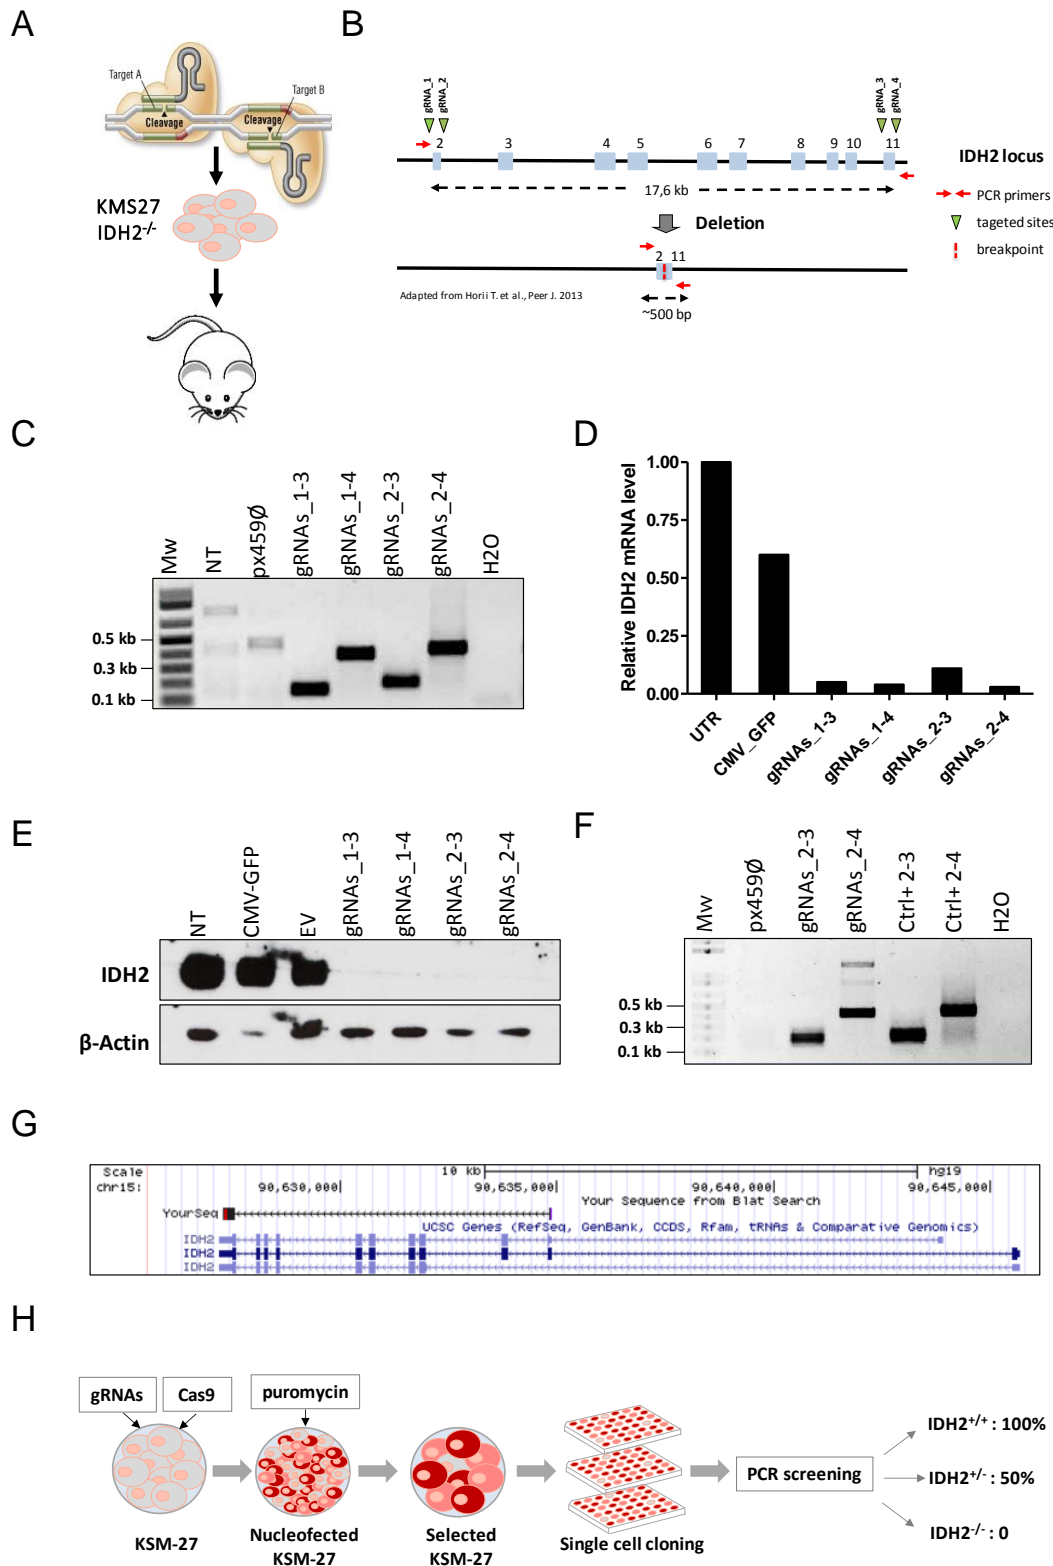 A
Target A
Target B
Cleavage
Cleavage
KMS27
IDH2-/-
B
gRNA_1
gRNA_2
gRNA_3
gRNA_4
2 3 4 5 6 7 8 9 10 11
17,6 kb
Deletion
2 11
~500 bp
Adapted from Horii T. et al., Peer J. 2013
IDH2 locus
PCR primers
tageted sites
breakpoint
C
Mw
NT
px459Ø
gRNAs_1-3
gRNAs_1-4
gRNAs_2-3
gRNAs_2-4
H2O
0.5 kb
0.3 kb
0.1 kb
D
Relative IDH2 mRNA level
1.00
0.75
0.50
0.25
0.00
UTR
CMV_GFP
gRNAs_1-3
gRNAs_1-4
gRNAs_2-3
gRNAs_2-4
E
NT
CMV-GFP
EV
gRNAs_1-3
gRNAs_1-4
gRNAs_2-3
gRNAs_2-4
IDH2
β-Actin
F
Mw
px459Ø
gRNAs_2-3
gRNAs_2-4
Ctrl+ 2-3
Ctrl+ 2-4
H2O
0.5 kb
0.3 kb
0.1 kb
G
Scale 10 kb hg19
chr15: 90,630,000 90,635,000 90,640,000 90,645,000
Your Sequence from Blat Search
YourSeq
UCSC Genes (RefSeq, GenBank, CCDS, Rfam, tRNAs & Comparative Genomics)
IDH2
IDH2
IDH2
H
gRNAs
Cas9
puromycin
KSM-27
Nucleofected
KSM-27
Selected
KSM-27
Single cell cloning
PCR screening
IDH2+/+ : 100%
IDH2+/- : 50%
IDH2-/- : 0